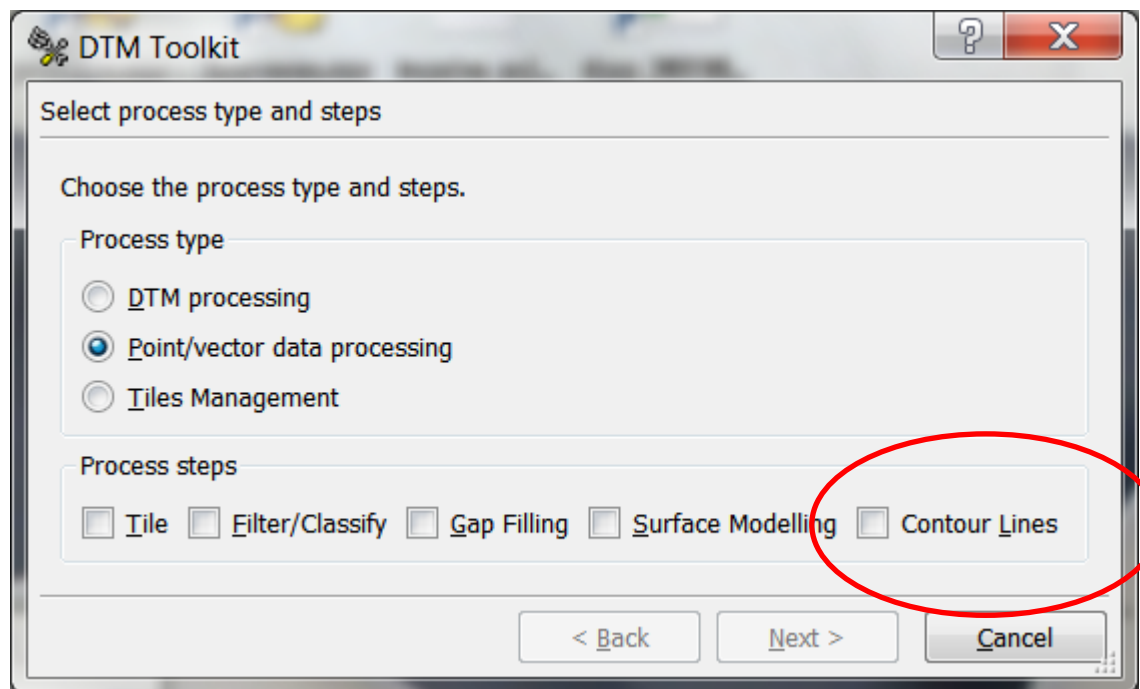 DTM Toolkit
Select process type and steps
Choose the process type and steps.
Process type
DTM processing
Point/vector data processing
Tiles Management
Process steps
Tile Filter/Classify Gap Filling Surface Modelling Contour Lines
< Back Next > Cancel